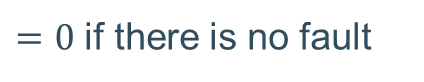 = 0 if there is no fault